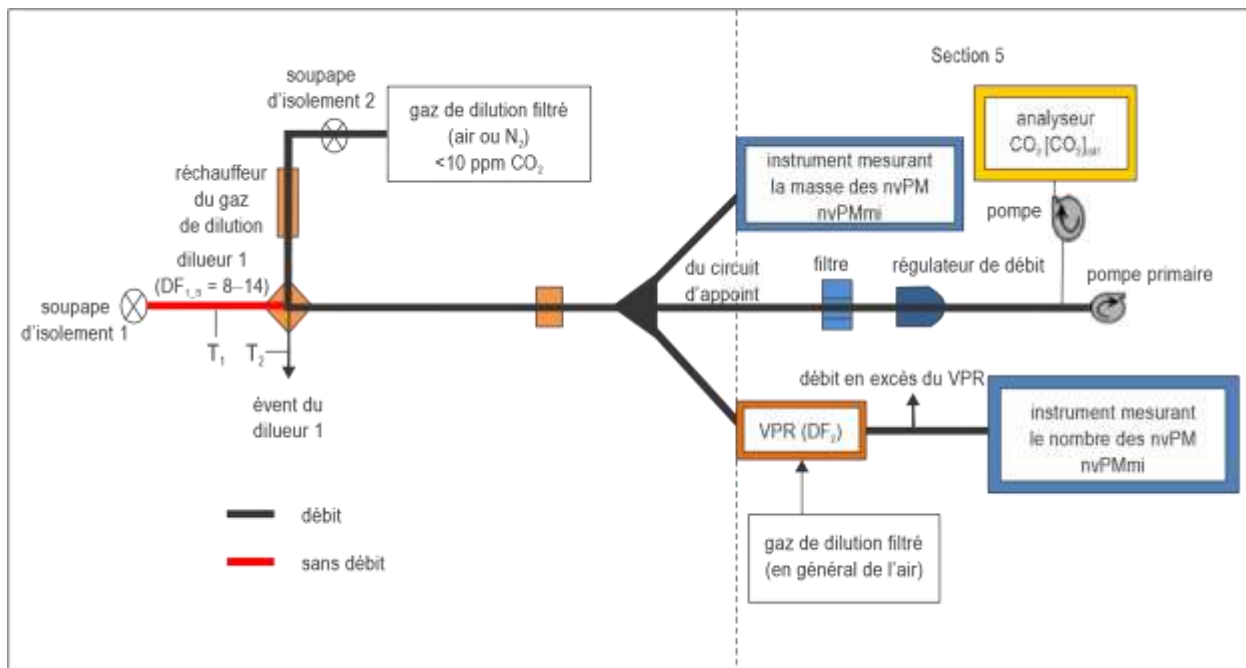 Section 5
soupape
d'isolement 2
gaz de dilution filtré
(air ou N₂)
<10 ppm CO₂
analyseur
CO₂ [CO₂]
instrument mesurant
la masse des nvPM
nvPMmi
réchauffeur
du gaz
de dilution
pompe
dilueur 1
(DF₁_S = 8–14)
du circuit
d'appoint
filtre
régulateur de débit
pompe primaire
soupape
d'isolement 1
T₁
T₂
évent du
dilueur 1
débit en excès du VPR
VPR (DF₂)
instrument mesurant
le nombre des nvPM
nvPMmi
débit
sans débit
gaz de dilution filtré
(en général de l'air)